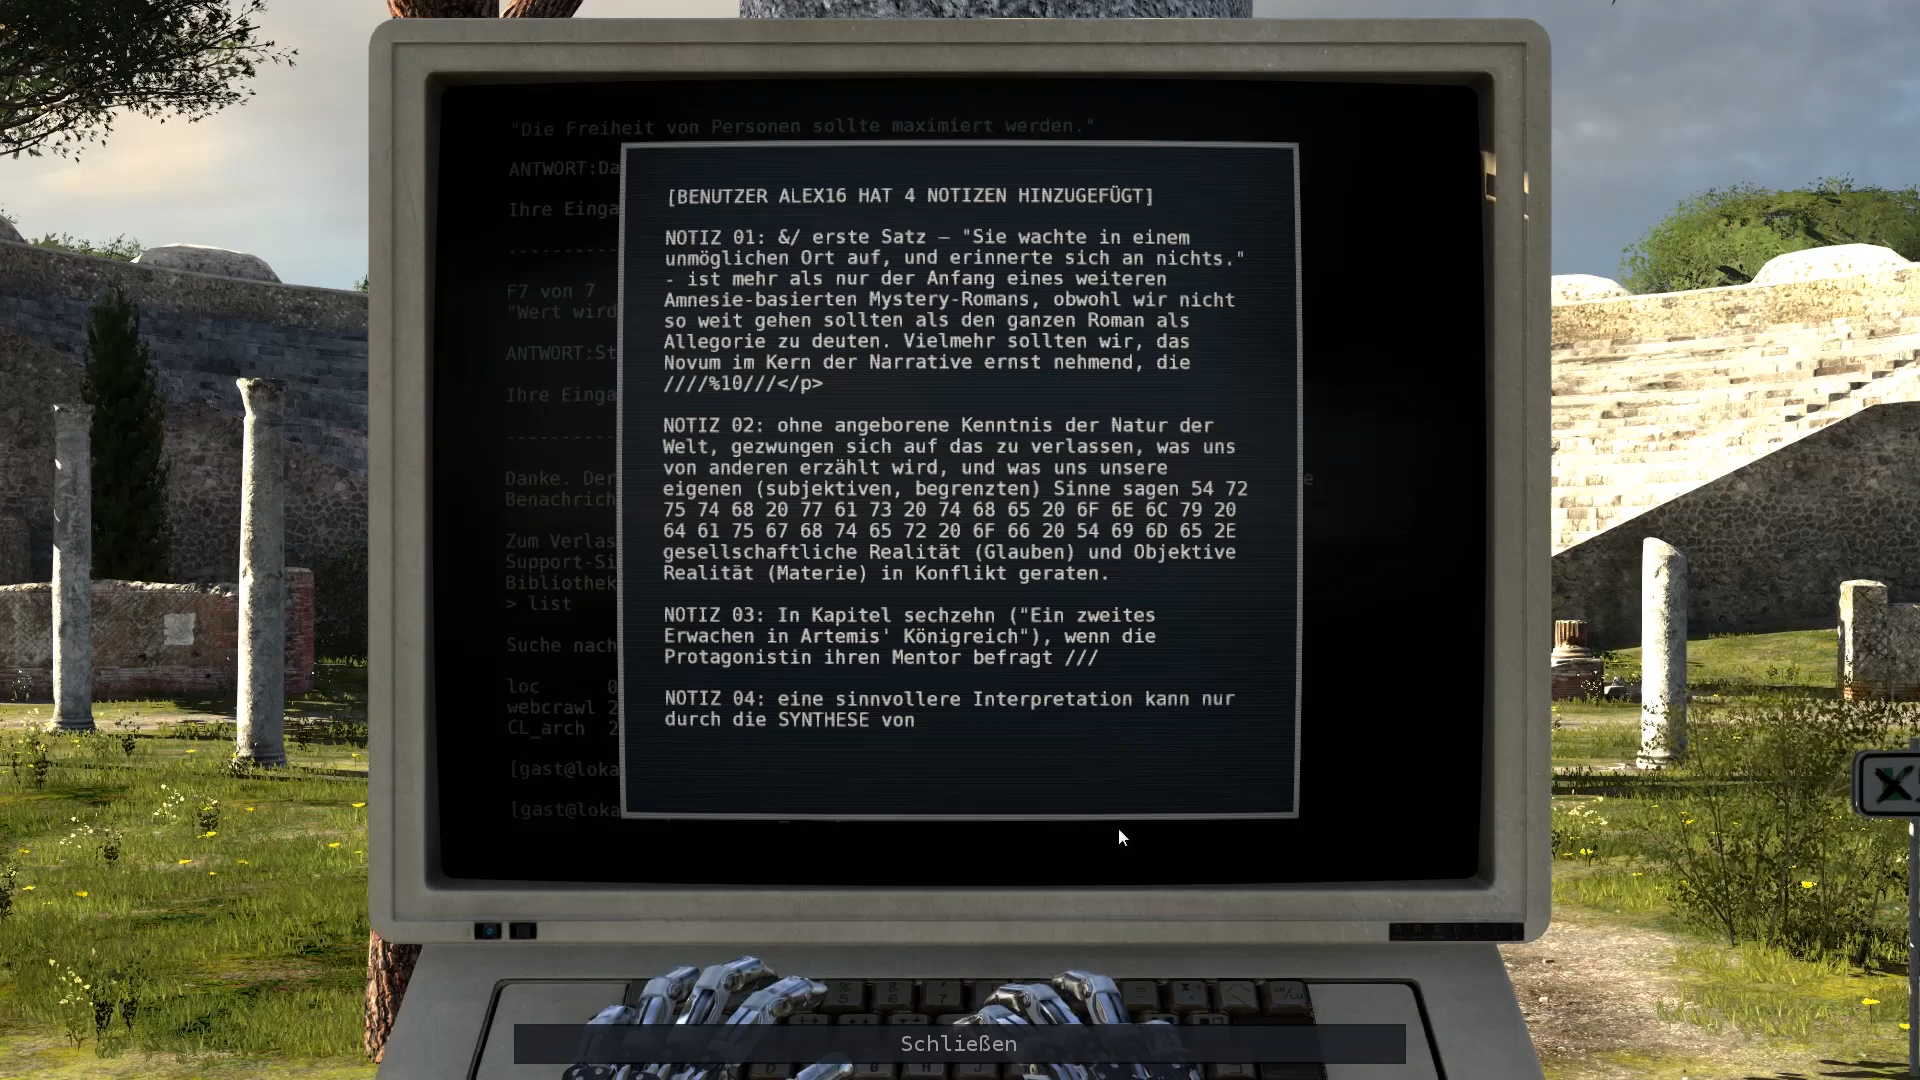 "Die Freiheit von Personen sollte maximiert werden."
ANTWORT:Da
Ihre Einga
F7 von 7
"Wert wird
ANTWORT:St
Ihre Einga
Danke. Der
Benachrich
Zum Verlas
Support-Si
Bibliothek
> list
Suche nach
loc 0
webcrawl 2
CL_arch 2
[gast@loka
[gast@loka
[BENUTZER ALEX16 HAT 4 NOTIZEN HINZUGEFÜGT]
NOTIZ 01: &/ erste Satz – "Sie wachte in einem
unmöglichen Ort auf, und erinnerte sich an nichts."
- ist mehr als nur der Anfang eines weiteren
Amnesie-basierten Mystery-Romans, obwohl wir nicht
so weit gehen sollten als den ganzen Roman als
Allegorie zu deuten. Vielmehr sollten wir, das
Novum im Kern der Narrative ernst nehmend, die
////%10///</p>
NOTIZ 02: ohne angeborene Kenntnis der Natur der
Welt, gezwungen sich auf das zu verlassen, was uns
von anderen erzählt wird, und was uns unsere
eigenen (subjektiven, begrenzten) Sinne sagen 54 72
75 74 68 20 77 61 73 20 74 68 65 20 6F 6E 6C 79 20
64 61 75 67 68 74 65 72 20 6F 66 20 54 69 6D 65 2E
gesellschaftliche Realität (Glauben) und Objektive
Realität (Materie) in Konflikt geraten.
NOTIZ 03: In Kapitel sechzehn ("Ein zweites
Erwachen in Artemis' Königreich"), wenn die
Protagonistin ihren Mentor befragt ///
NOTIZ 04: eine sinnvollere Interpretation kann nur
durch die SYNTHESE von
Schließen